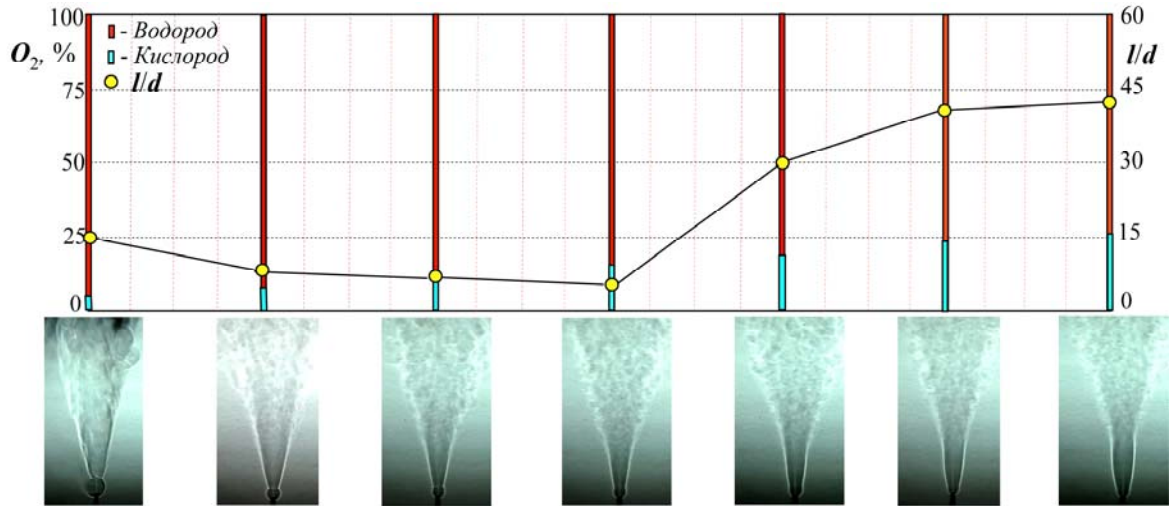 100
O₂, %
75
50
25
0
- Водород
- Кислород
l/d
60
l/d
45
30
15
0